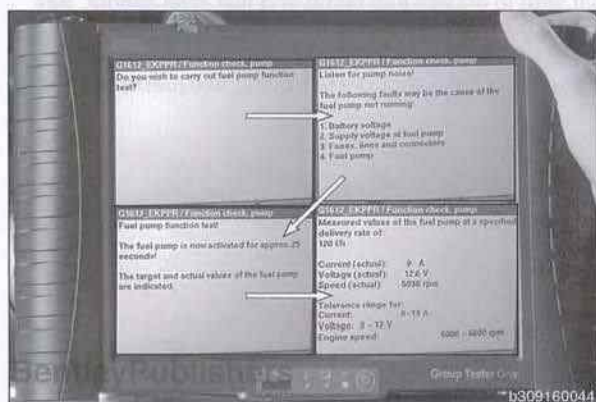 G1612_EKPPR / Function check, pump
Do you wish to carry out fuel pump function
test?
G1612_EKPPR / Function check, pump
Listen for pump noise!
The following faults may be the cause of the
fuel pump not running:
1. Battery voltage
2. Supply voltage of fuel pump
3. Fuses, lines and connectors
4. Fuel pump
G1612_EKPPR / Function check, pump
Fuel pump function test!
The fuel pump is now activated for approx. 25
seconds!
The target and actual values of the fuel pump
are indicated.
G1612_EKPPR / Function check, pump
Measured values of the fuel pump at a specified
delivery rate of:
120 l/h
Current (actual): 9 A
Voltage (actual): 12.6 V
Speed (actual):
Tolerance range for:
Current:
Voltage: 9 - 12 V
Engine speed:
BentleyPublishers
Group Tester One
b309160044